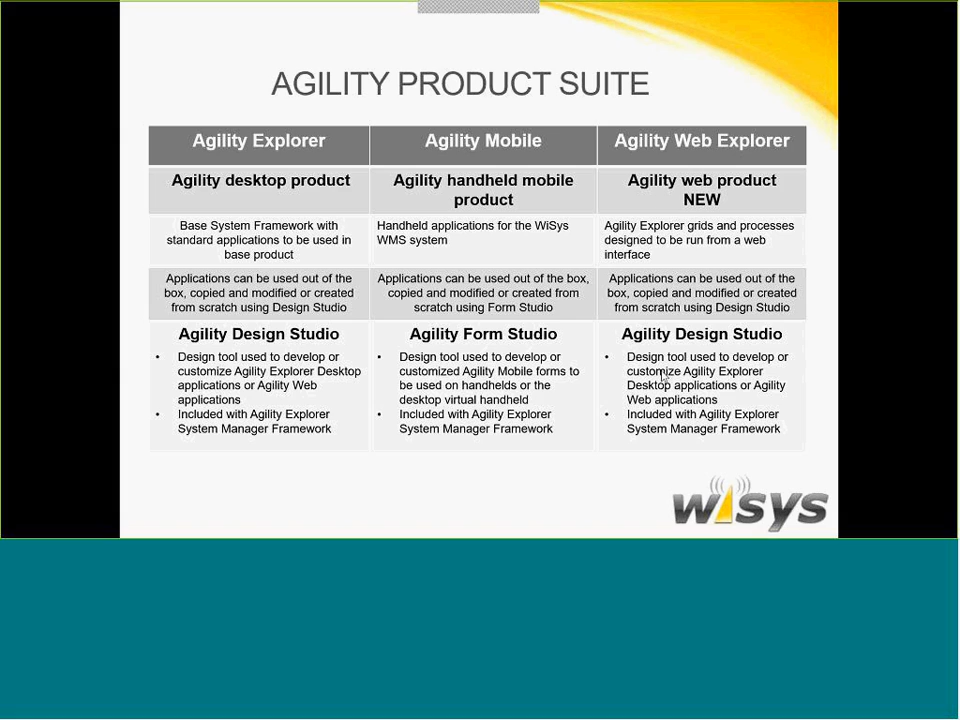 AGILITY PRODUCT SUITE
Agility Explorer
Agility Mobile
Agility Web Explorer
Agility desktop product
Agility handheld mobile
product
Agility web product
NEW
Base System Framework with
standard applications to be used in
base product
Handheld applications for the WiSys
WMS system
Agility Explorer grids and processes
designed to be run from a web
interface
Applications can be used out of the
box, copied and modified or created
from scratch using Design Studio
Applications can be used out of the box,
copied and modified or created from
scratch using Form Studio
Applications can be used out of the
box, copied and modified or created
from scratch using Design Studio
Agility Design Studio
• Design tool used to develop or
customize Agility Explorer Desktop
applications or Agility Web
applications
• Included with Agility Explorer
System Manager Framework
Agility Form Studio
• Design tool used to develop or
customized Agility Mobile forms to
be used on handhelds or the
desktop virtual handheld
• Included with Agility Explorer
System Manager Framework
Agility Design Studio
• Design tool used to develop or
customize Agility Explorer
Desktop applications or Agility
Web applications
• Included with Agility Explorer
System Manager Framework
wisys